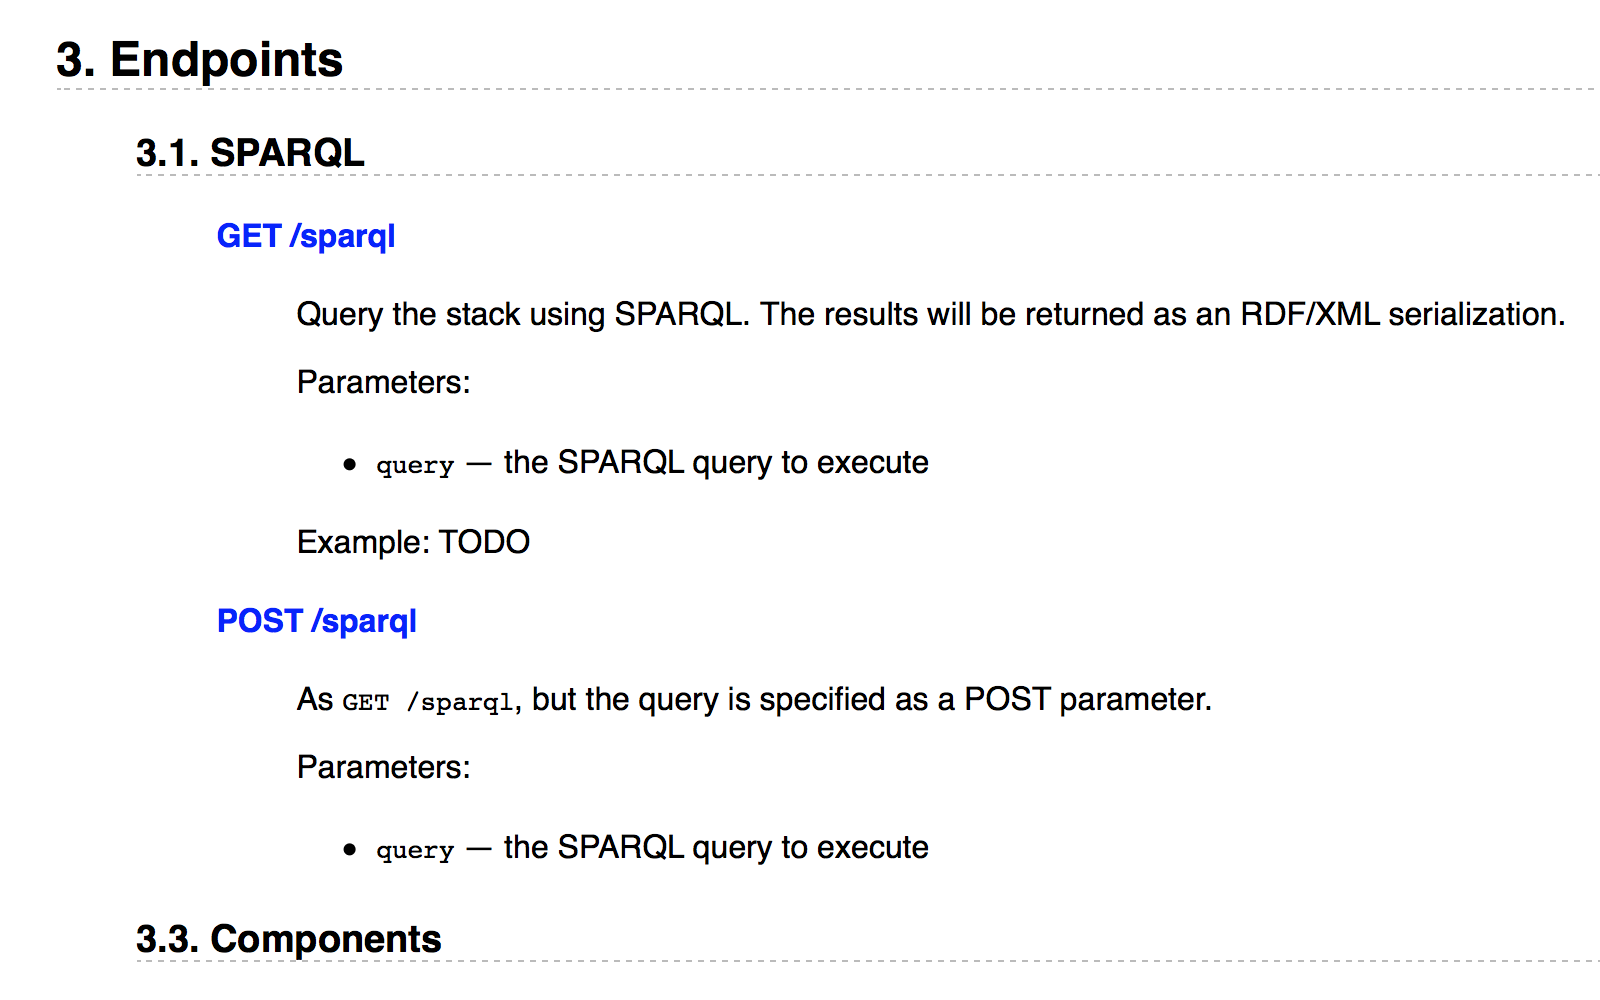 3. Endpoints
3.1. SPARQL
GET /sparql
Query the stack using SPARQL. The results will be returned as an RDF/XML serialization.
Parameters:
• query — the SPARQL query to execute
Example: TODO
POST /sparql
As GET /sparql, but the query is specified as a POST parameter.
Parameters:
• query — the SPARQL query to execute
3.3. Components